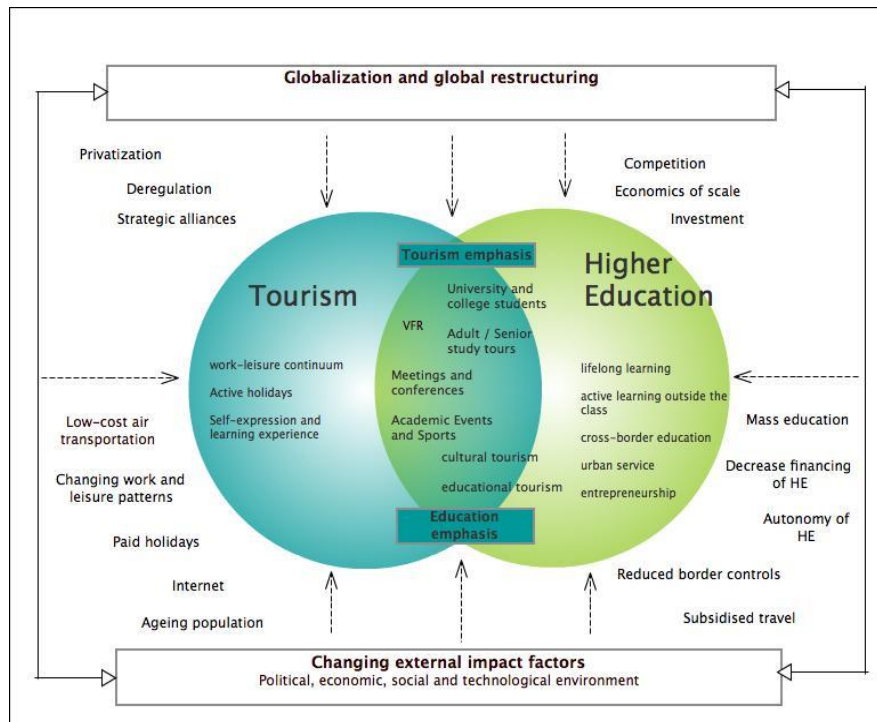 Globalization and global restructuring
Privatization
Deregulation
Strategic alliances
Competition
Economics of scale
Investment
Tourism
work-leisure continuum
Active holidays
Self-expression and
learning experience
Tourism emphasis
University and
college students
VFR
Adult / Senior
study tours
Meetings and
conferences
Academic Events
and Sports
cultural tourism
educational tourism
Education
emphasis
Higher
Education
lifelong learning
active learning outside the
class
cross-border education
urban service
entrepreneurship
Low-cost air
transportation
Changing work and
leisure patterns
Paid holidays
Internet
Ageing population
Mass education
Decrease financing
of HE
Autonomy of
HE
Reduced border controls
Subsidised travel
Changing external impact factors
Political, economic, social and technological environment